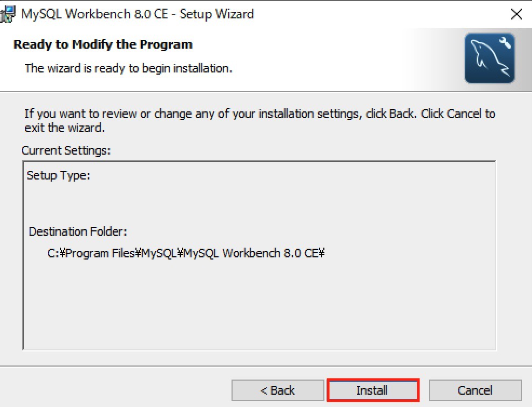 MySQL Workbench 8.0 CE - Setup Wizard
Ready to Modify the Program
The wizard is ready to begin installation.
If you want to review or change any of your installation settings, click Back. Click Cancel to
exit the wizard.
Current Settings:
Setup Type:
Destination Folder:
C:¥Program Files¥MySQL¥MySQL Workbench 8.0 CE¥
< Back
Install
Cancel